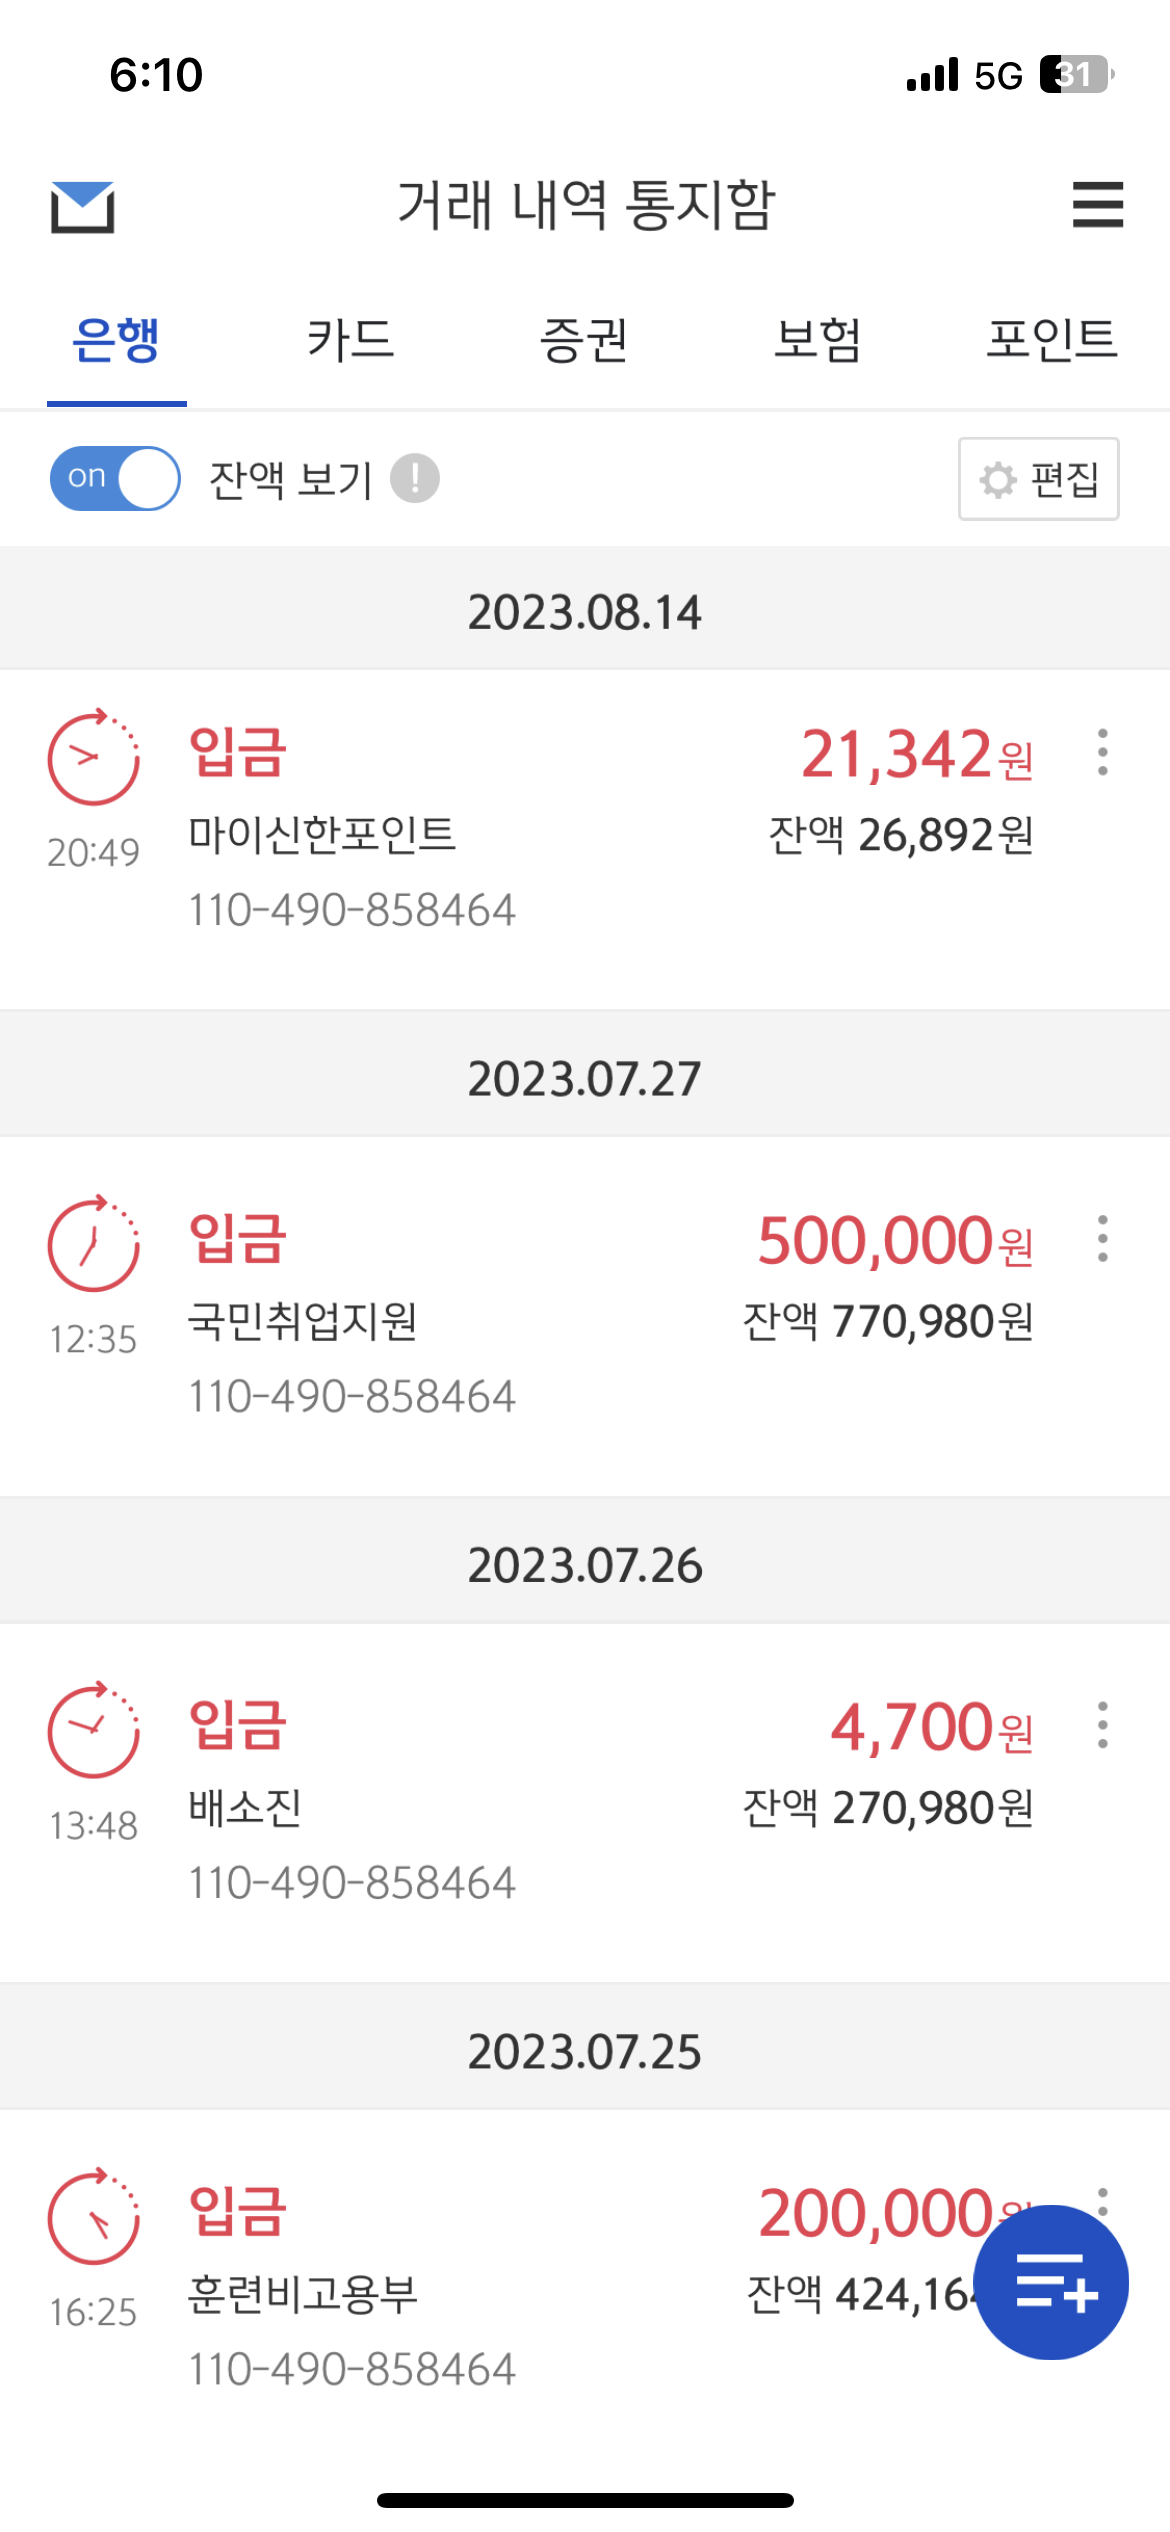 6:10 5G 31
거래 내역 통지함
은행 카드 증권 보험 포인트
on 잔액 보기 ! 편집
2023.08.14
입금 21,342원
마이신한포인트 잔액 26,892원
20:49
110-490-858464
2023.07.27
입금 500,000원
국민취업지원 잔액 770,980원
12:35
110-490-858464
2023.07.26
입금 4,700원
배소진 잔액 270,980원
13:48
110-490-858464
2023.07.25
입금 200,000원
훈련비고용부 잔액 424,164
16:25
110-490-858464